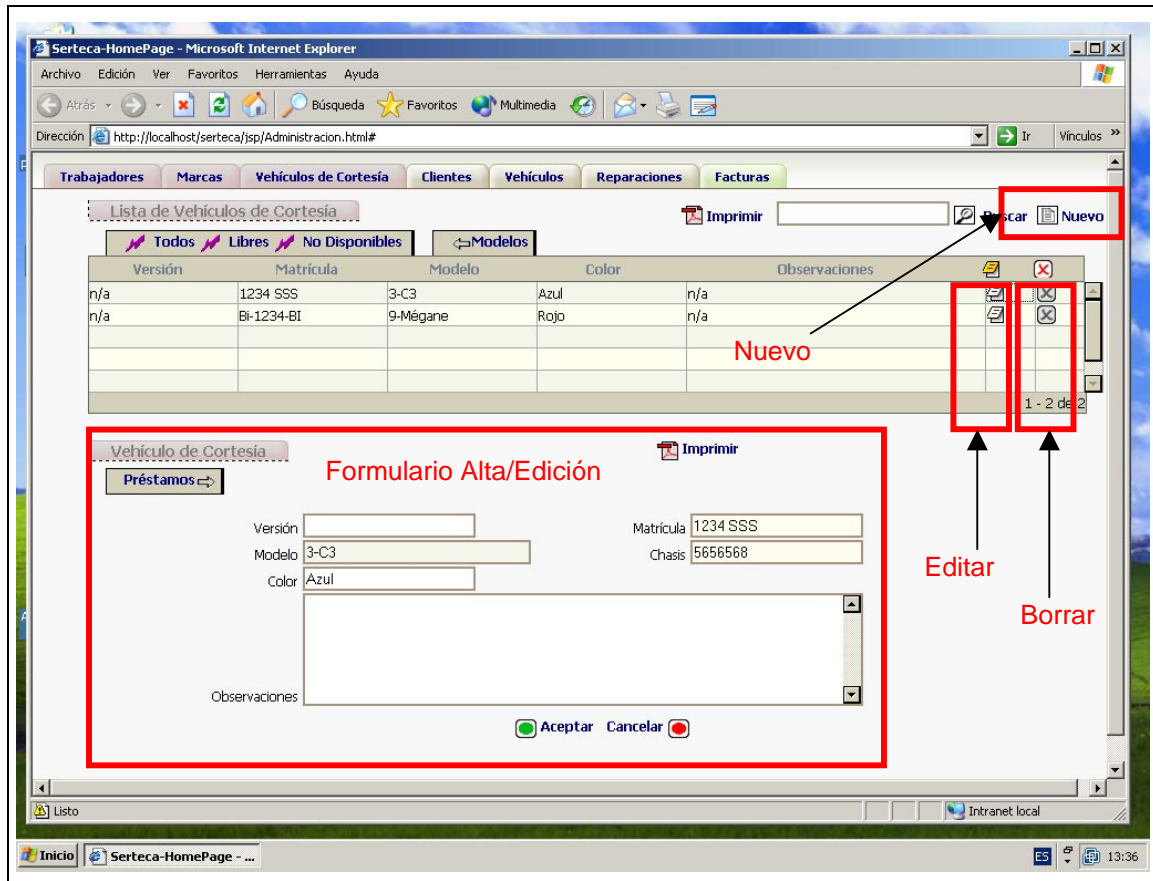 Serteca-HomePage - Microsoft Internet Explorer
Archivo Edición Ver Favoritos Herramientas Ayuda
Atrás Búsqueda Favoritos Multimedia
Dirección http://localhost/serteca/jsp/Administracion.html# Ir Vínculos »
Trabajadores Marcas Vehículos de Cortesía Clientes Vehículos Reparaciones Facturas
Lista de Vehículos de Cortesía Imprimir Buscar Nuevo
Todos Libres No Disponibles Modelos
Versión Matrícula Modelo Color Observaciones
n/a 1234 SSS 3-C3 Azul n/a
n/a Bi-1234-BI 9-Mégane Rojo n/a
Nuevo
1 - 2 de 2
Vehículo de Cortesía Imprimir
Formulario Alta/Edición
Préstamos
Versión Matrícula 1234 SSS
Modelo 3-C3 Chasis 5656568
Color Azul
Editar
Borrar
Observaciones
Aceptar Cancelar
Listo Intranet local
Inicio Serteca-HomePage - ... ES 13:36